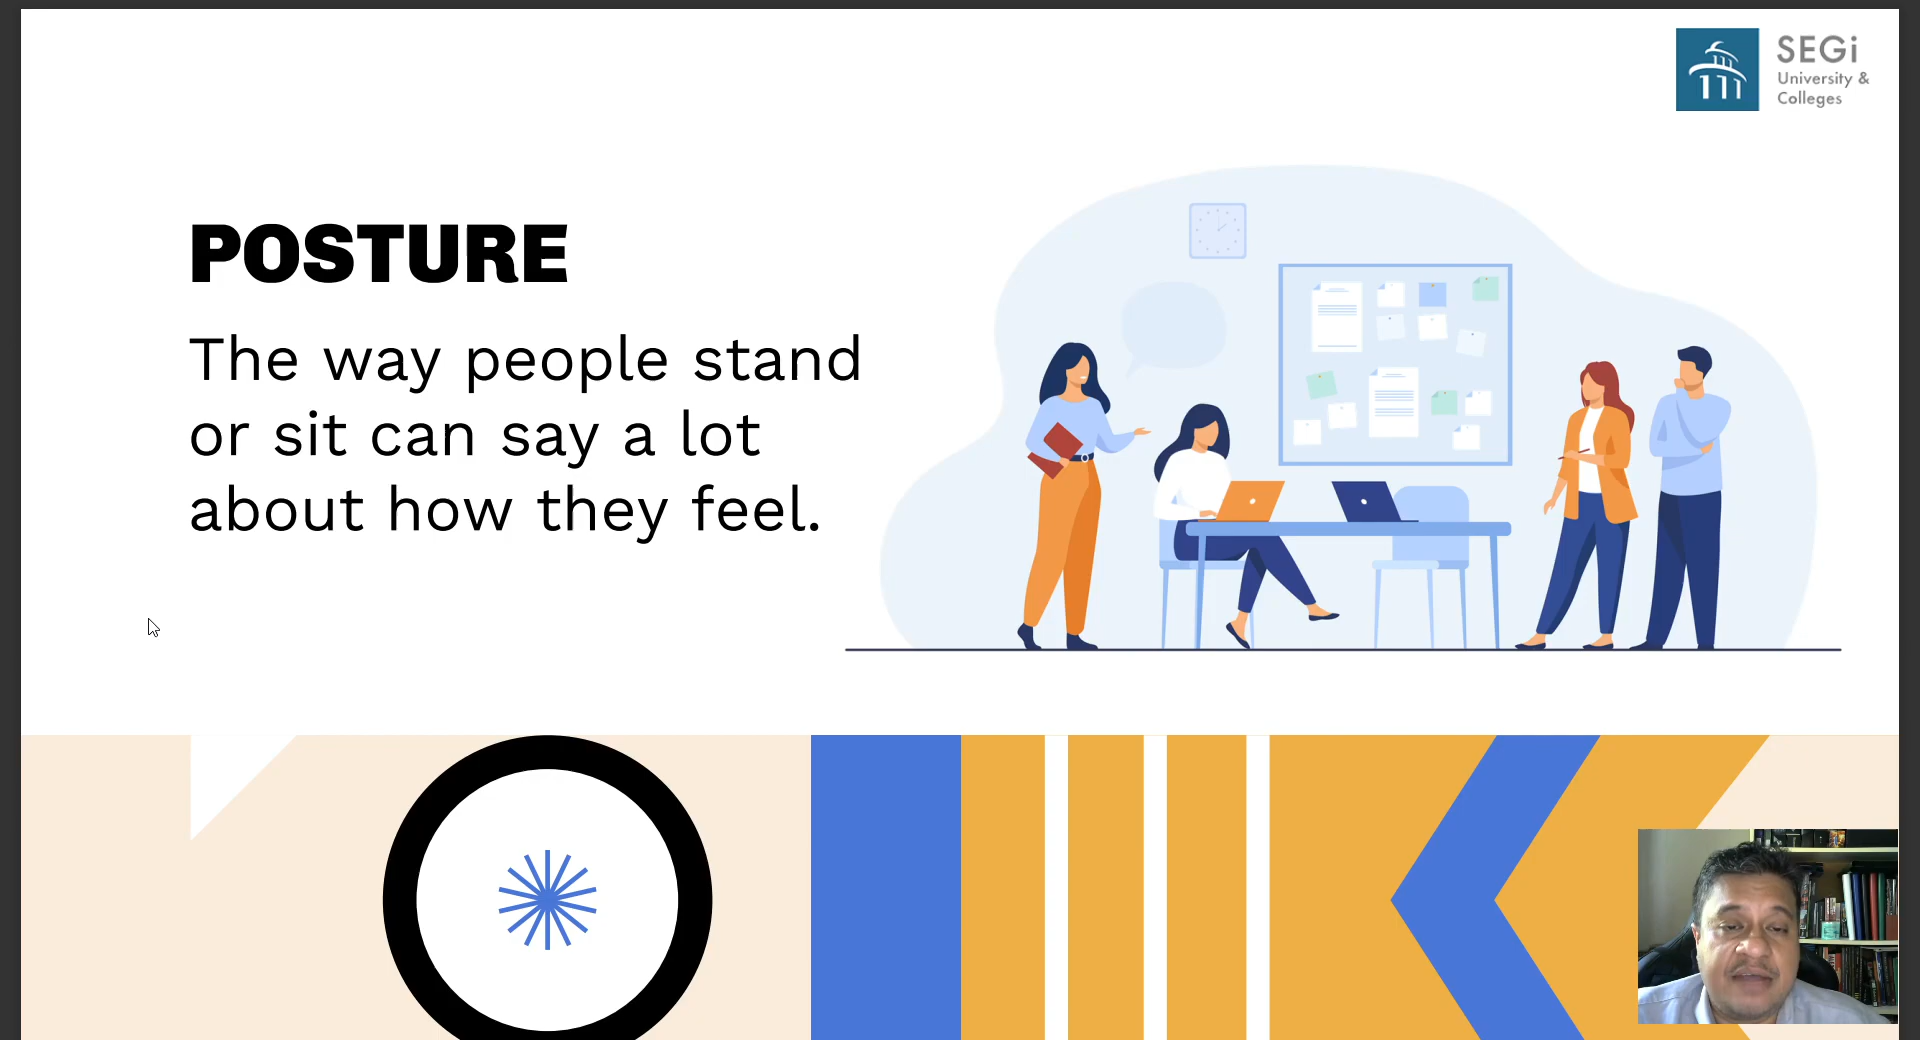 SEGi
University &
Colleges
POSTURE
The way people stand
or sit can say a lot
about how they feel.